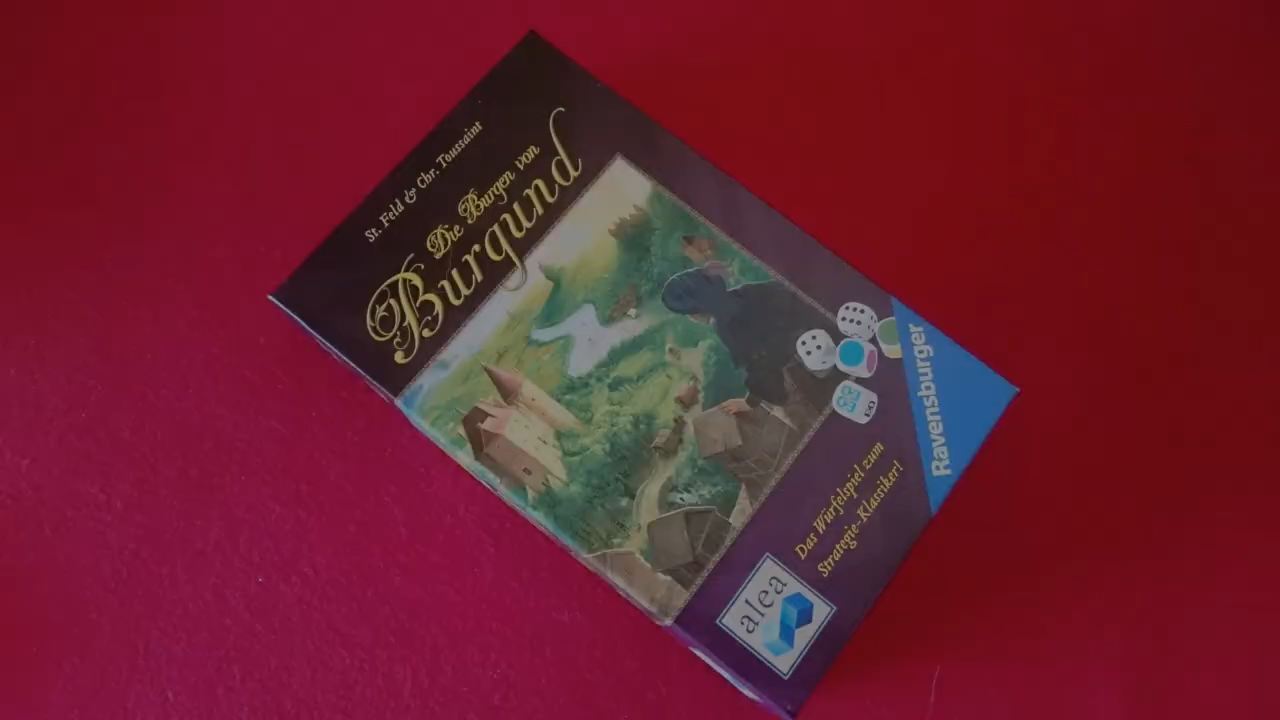 St. Feld & Chr. Toussaint
Die Burgen von
Burgund
Ravensburger
Das Würfelspiel zum
Strategie-Klassiker!
alea